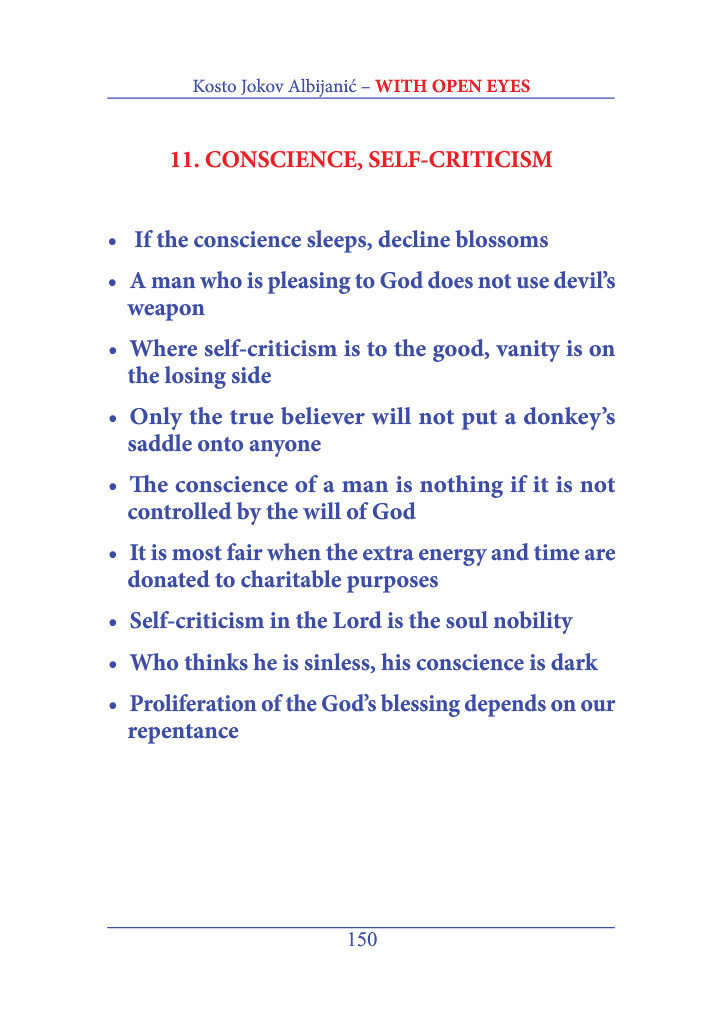 Kosto Jokov Albijanić – WITH OPEN EYES
11. CONSCIENCE, SELF-CRITICISM
• If the conscience sleeps, decline blossoms
• A man who is pleasing to God does not use devil’s
weapon
• Where self-criticism is to the good, vanity is on
the losing side
• Only the true believer will not put a donkey’s
saddle onto anyone
• The conscience of a man is nothing if it is not
controlled by the will of God
• It is most fair when the extra energy and time are
donated to charitable purposes
• Self-criticism in the Lord is the soul nobility
• Who thinks he is sinless, his conscience is dark
• Proliferation of the God’s blessing depends on our
repentance
150